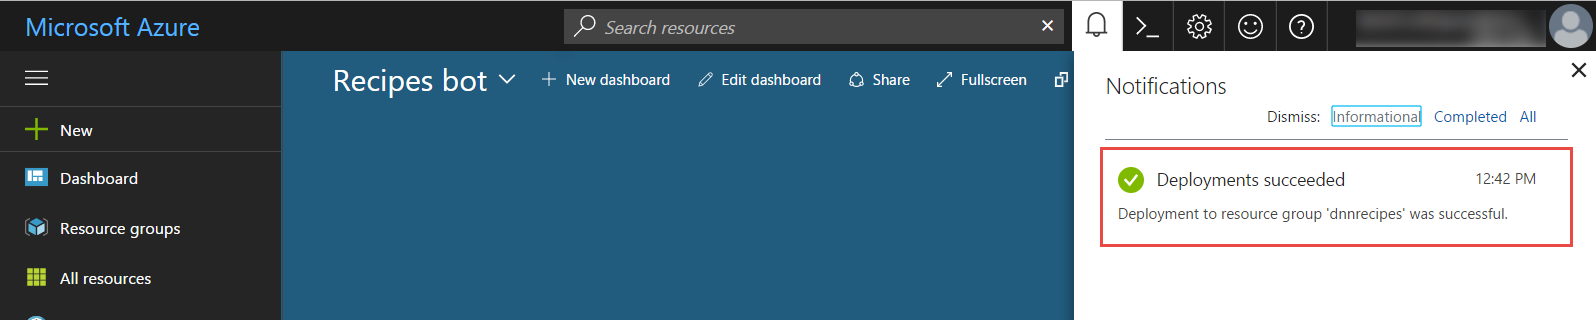 Microsoft Azure
Search resources
Recipes bot
New dashboard
Edit dashboard
Share
Fullscreen
New
Dashboard
Resource groups
All resources
Notifications
Dismiss: Informational Completed All
Deployments succeeded 12:42 PM
Deployment to resource group 'dnnrecipes' was successful.